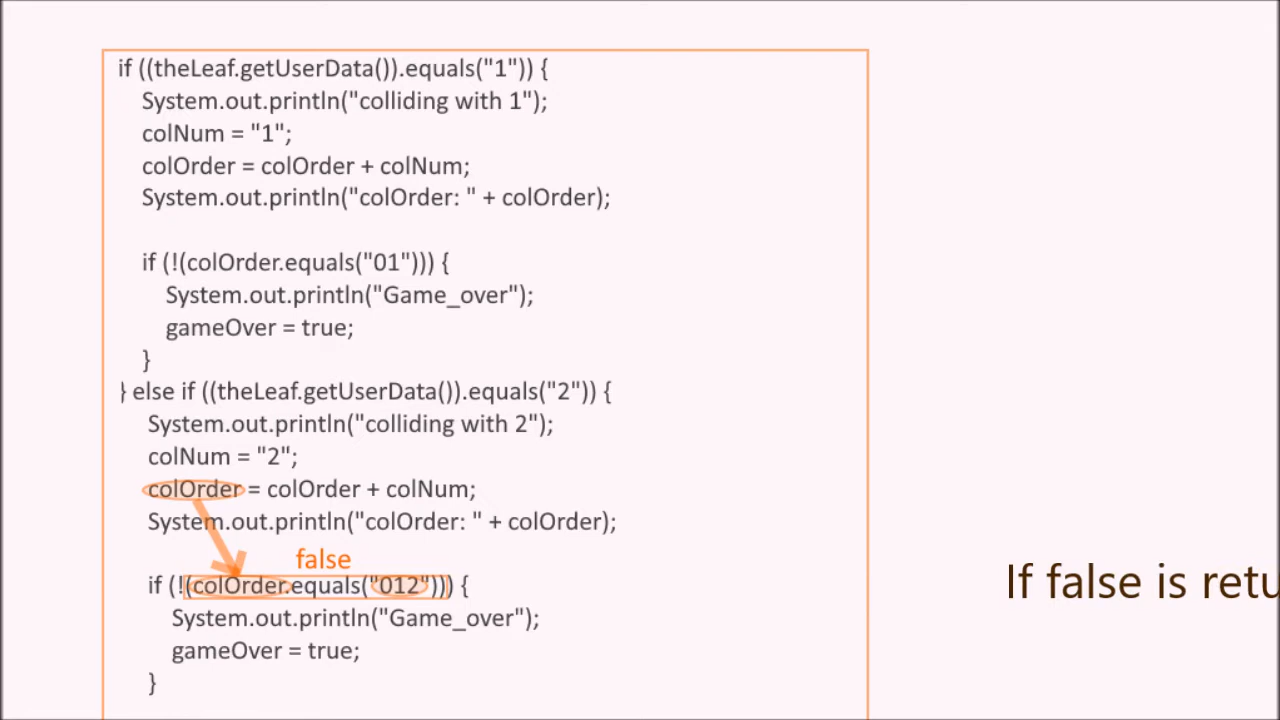 if ((theLeaf.getUserData()).equals("1")) {
System.out.println("colliding with 1");
colNum = "1";
colOrder = colOrder + colNum;
System.out.println("colOrder: " + colOrder);
if (!(colOrder.equals("01"))) {
System.out.println("Game_over");
gameOver = true;
}
} else if ((theLeaf.getUserData()).equals("2")) {
System.out.println("colliding with 2");
colNum = "2";
colOrder = colOrder + colNum;
System.out.println("colOrder: " + colOrder);
false
if (!(colOrder.equals("012"))) {
If false is retu
System.out.println("Game_over");
gameOver = true;
}